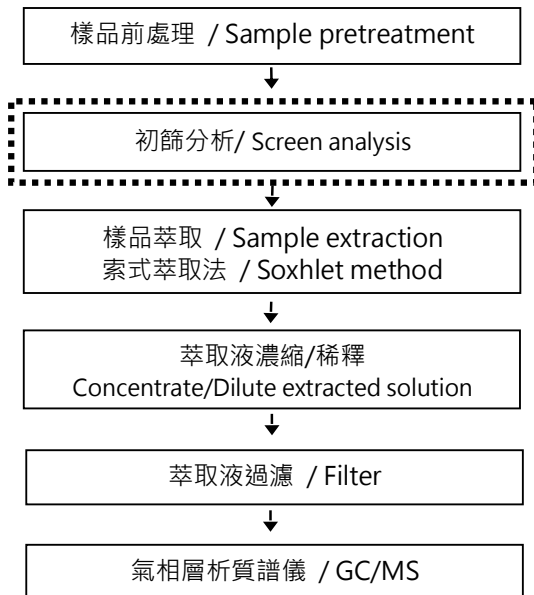 樣品前處理 / Sample pretreatment
初篩分析/ Screen analysis
樣品萃取 / Sample extraction
索式萃取法 / Soxhlet method
萃取液濃縮/稀釋
Concentrate/Dilute extracted solution
萃取液過濾 / Filter
氣相層析質譜儀 / GC/MS